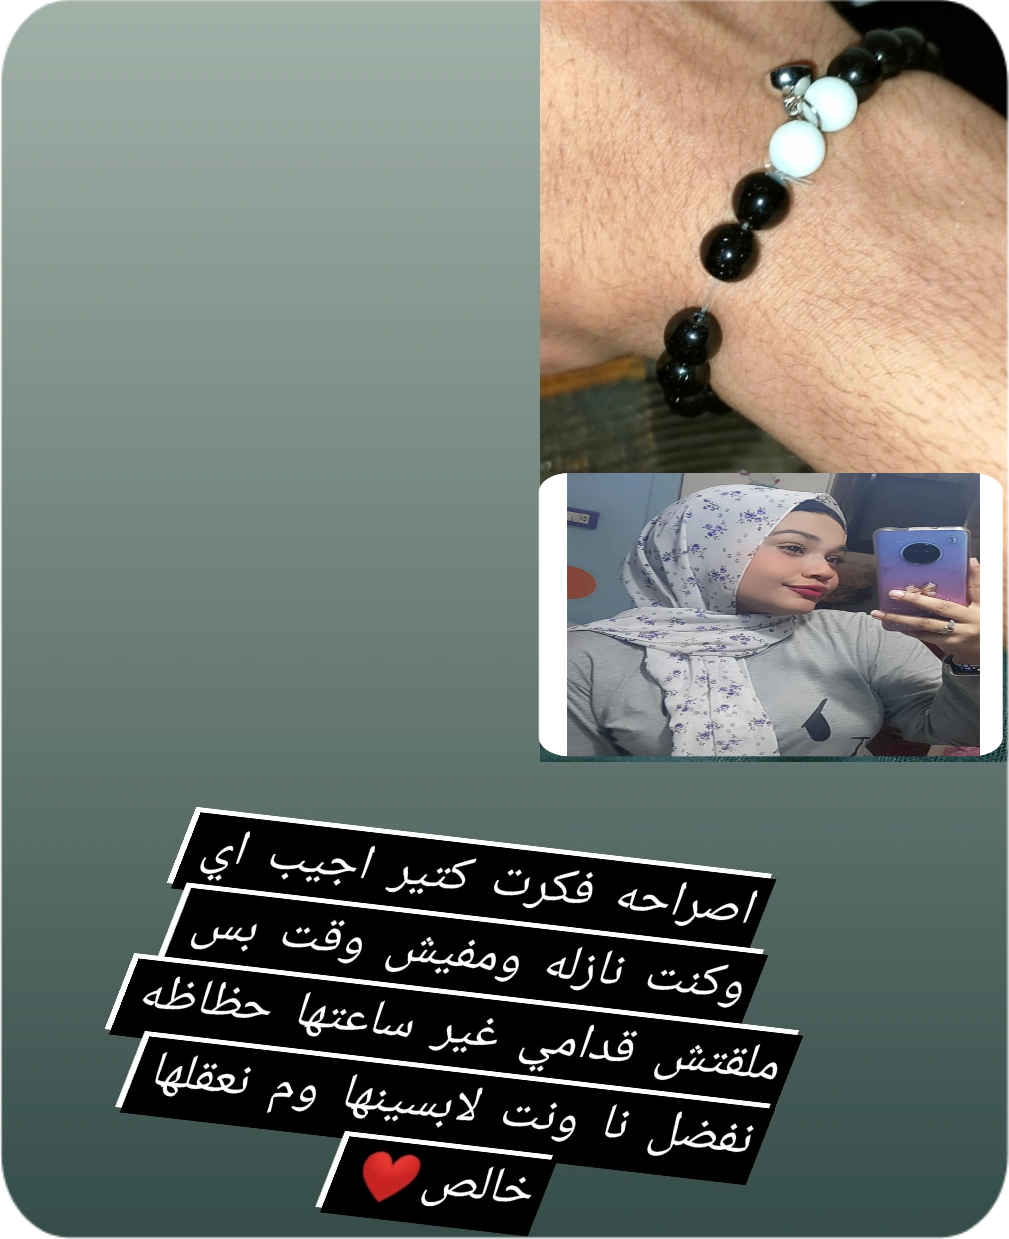 اصراحه فكرت كتير اجيب اي
وكنت نازله ومفيش وقت بس
ملقتش قدامي غير ساعتها حظاظه
نفضل نا ونت لابسينها وم نعقلها
خالص❤️